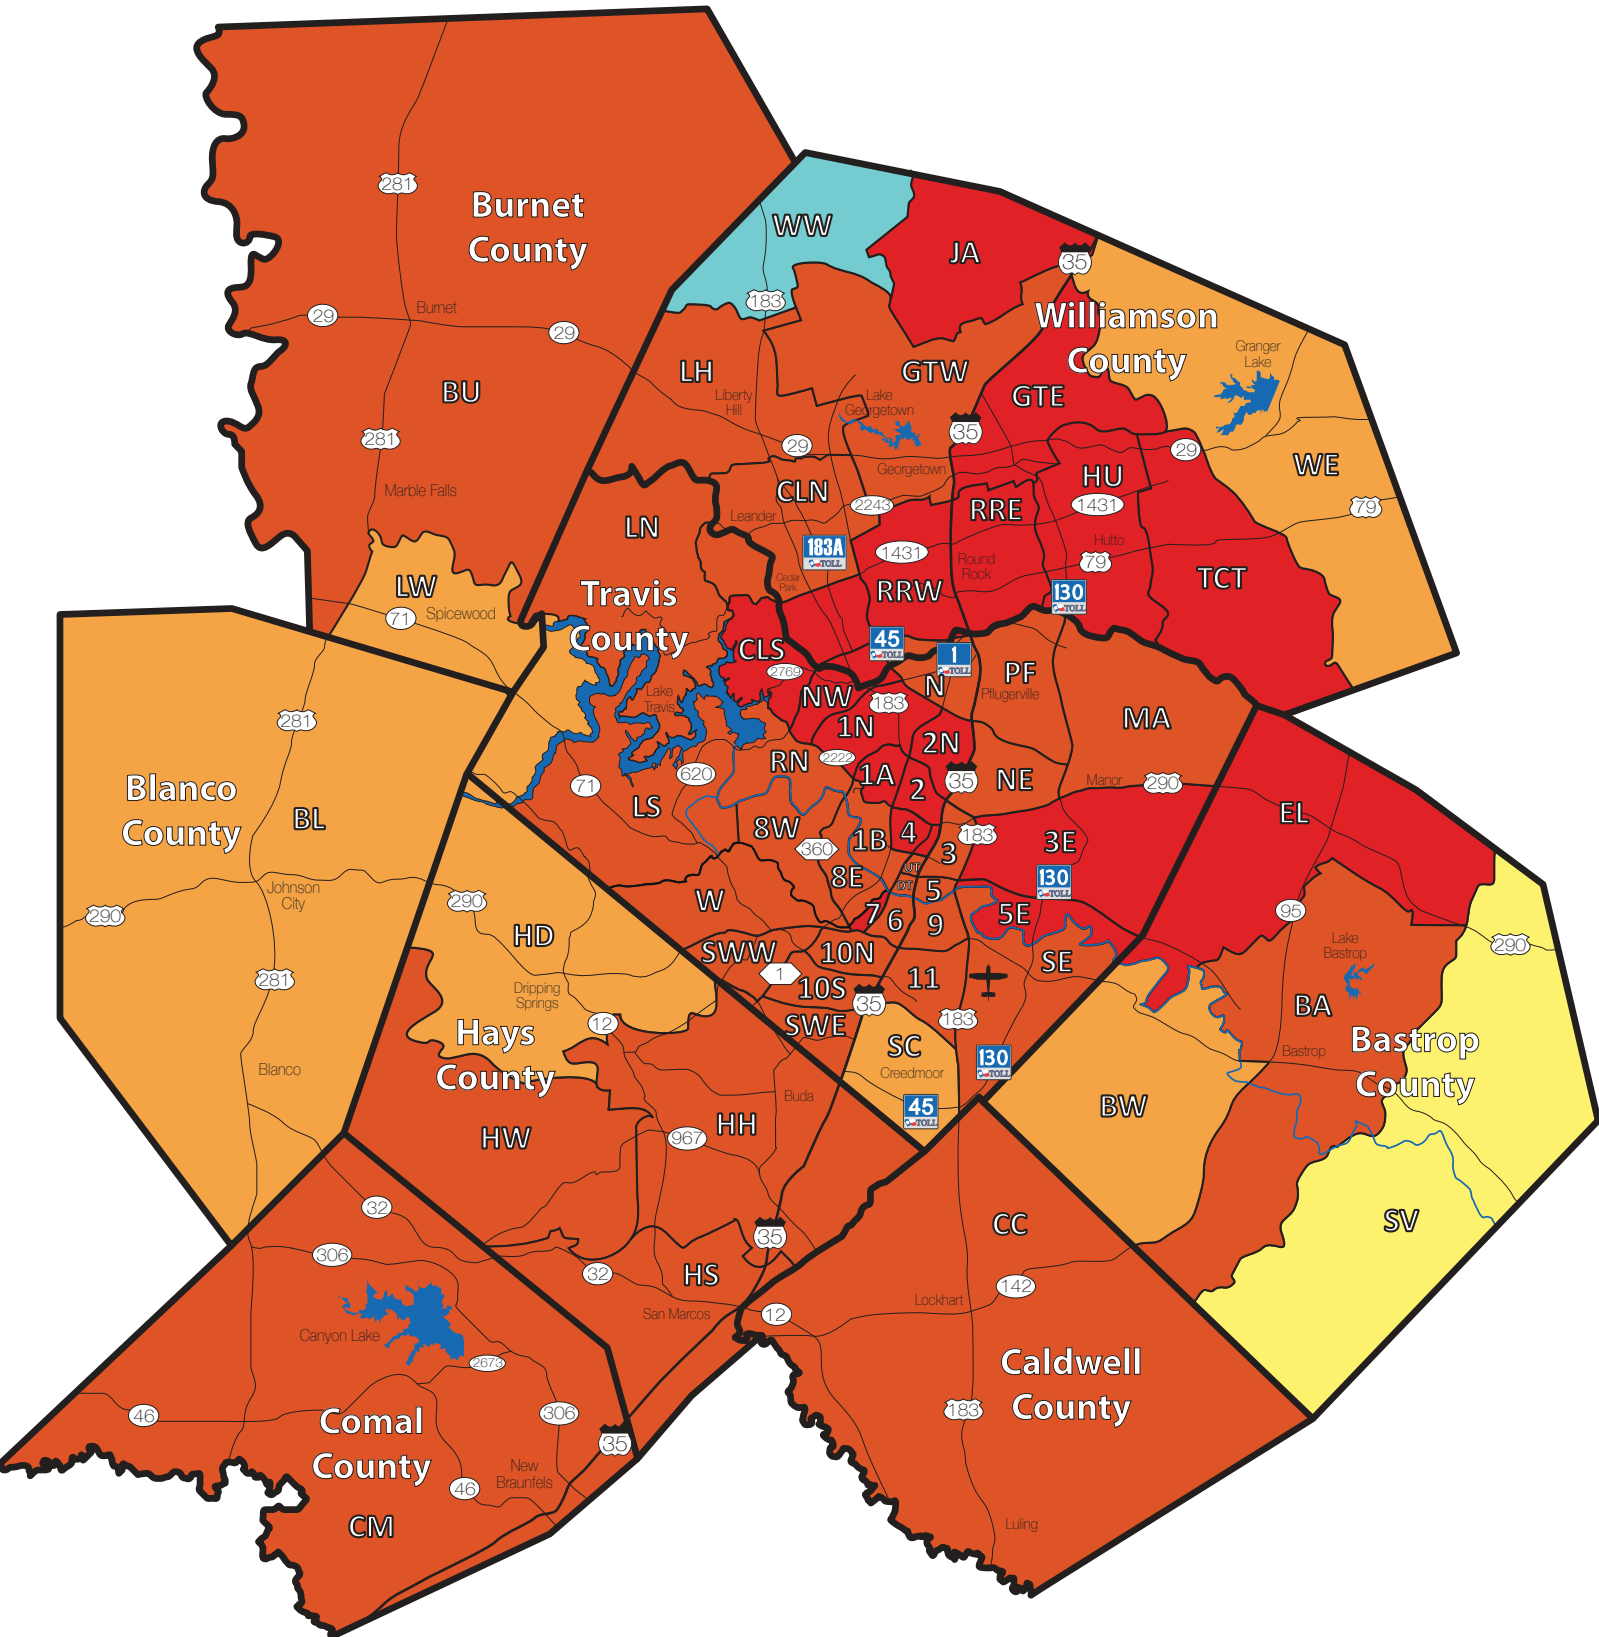 281
Burnet
County
WW
JA
35
183
Williamson
County
29
Burnet
29
Granger
Lake
LH
GTW
BU
Liberty
Hill
Lake
Georgetown
GTE
35
281
29
29
Georgetown
WE
HU
Marble Falls
CLN
2243
1431
79
RRE
Leander
LN
183A
TOLL
1431
Hutto
Round
Rock
79
Cedar
Park
TCT
LW
RRW
Travis
County
130
TOLL
71
Spicewood
45
TOLL
CLS
1
TOLL
2769
PF
Pflugerville
N
NW
Lake
Travis
183
281
1N
MA
2N
2222
RN
620
1A
35
NE
Manor
290
71
2
Blanco
County
BL
LS
EL
8W
1B
4
183
360
3
3E
UT
8E
DT
5
130
TOLL
Johnson
City
290
W
7
6
9
5E
95
290
HD
SWW
10N
SE
Lake
Bastrop
290
1
11
281
Dripping
Springs
10S
35
BA
12
SWE
183
Hays
County
SC
Bastrop
County
Bastrop
Blanco
Creedmoor
130
TOLL
Buda
45
TOLL
BW
HH
HW
967
32
CC
SV
35
306
32
HS
142
San Marcos
12
Lockhart
Canyon Lake
2673
Caldwell
County
46
306
183
Comal
County
35
New
Braunfels
46
CM
Luling